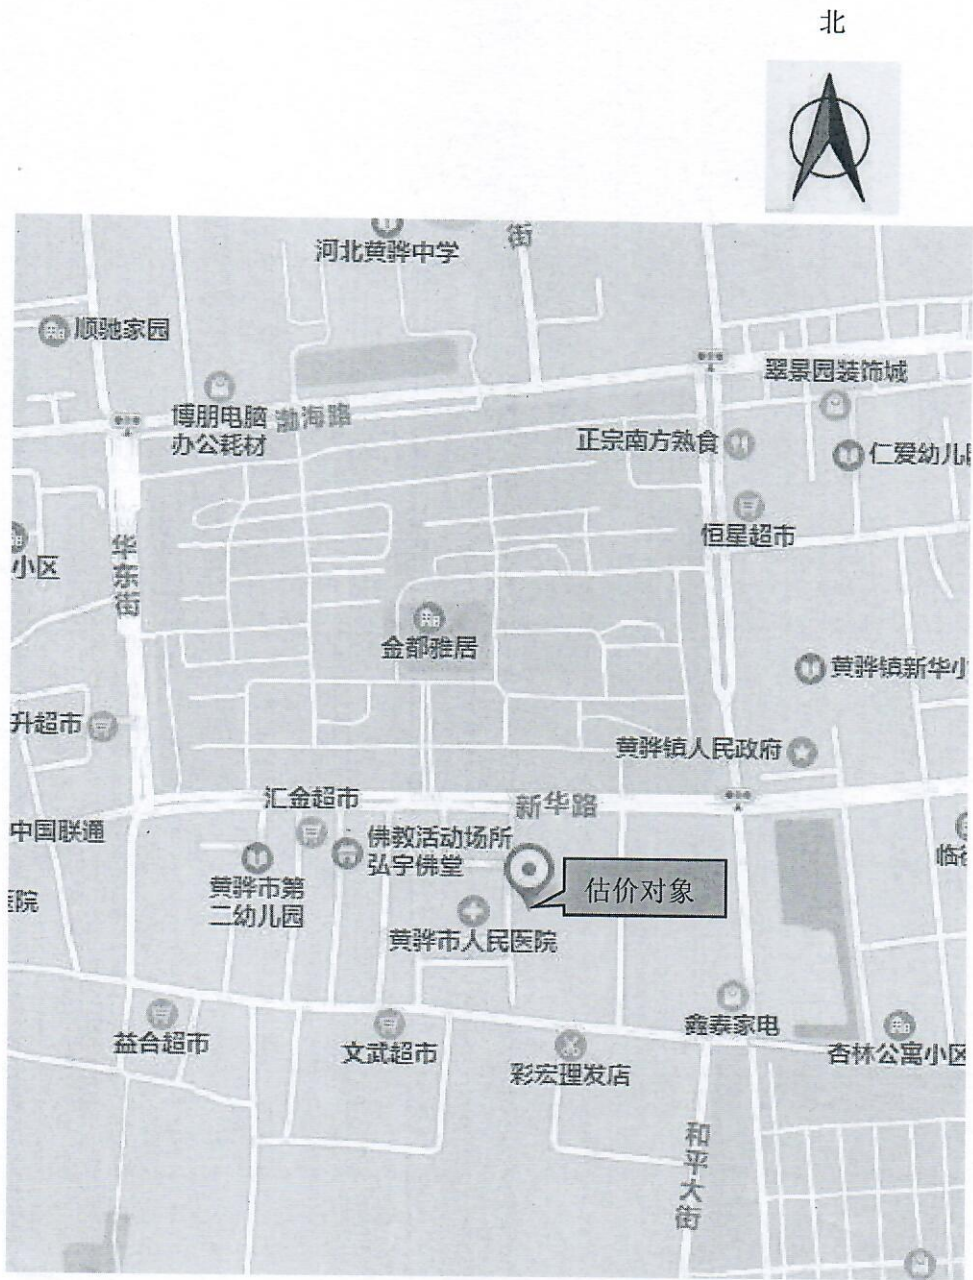 北
河北黄骅中学
街
顺驰家园
翠景园装饰城
博朋电脑
办公耗材
渤海路
正宗南方熟食
仁爱幼儿
恒星超市
小区
华东街
金都雅居
黄骅镇新华小
升超市
黄骅镇人民政府
汇金超市
新华路
中国联通
佛教活动场所
弘宇佛堂
黄骅市第
二幼儿园
估价对象
医院
黄骅市人民医院
益合超市
文武超市
鑫泰家电
彩宏理发店
杏林公寓小区
和平大街